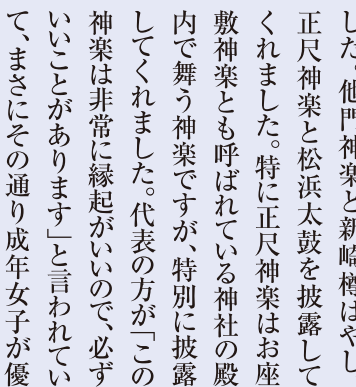 した。他門神楽と新崎樽はやし
正尺神楽と松浜太鼓を披露して
くれました。特に正尺神楽はお座
敷神楽とも呼ばれている神社の殿
内で舞う神楽ですが、特別に披露
してくれました。代表の方が「この
神楽は非常に縁起がいいので、必ず
いいことがあります」と言われてい
て、まさにその通り成年女子が優